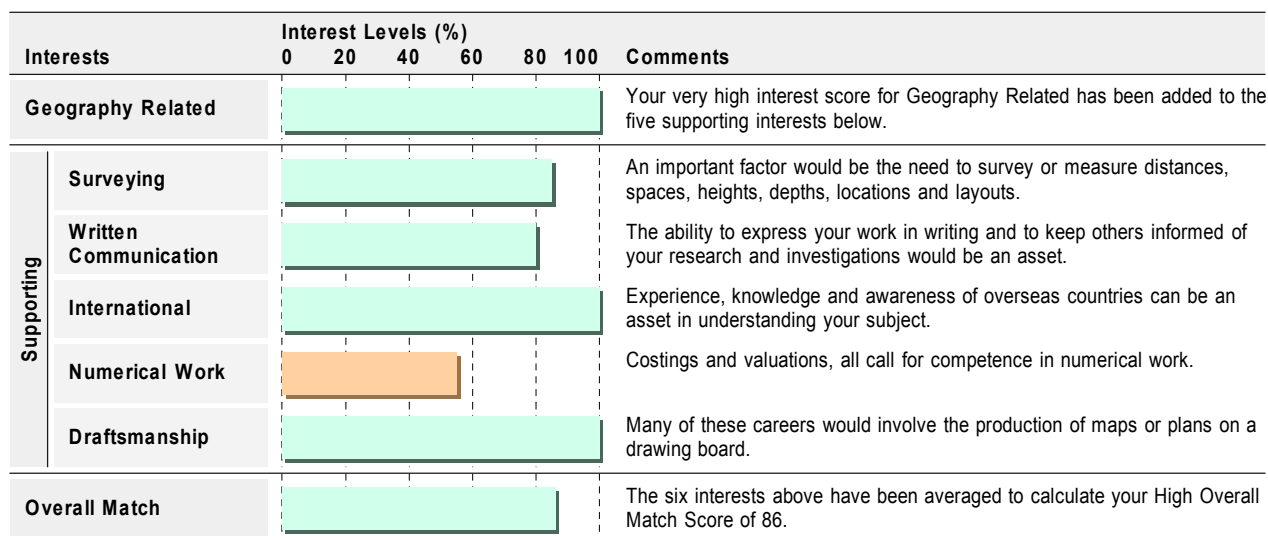 Interest Levels (%)
Interests 0 20 40 60 80 100 Comments
Geography Related
Your very high interest score for Geography Related has been added to the
five supporting interests below.
Supporting
Surveying
An important factor would be the need to survey or measure distances,
spaces, heights, depths, locations and layouts.
Written
Communication
The ability to express your work in writing and to keep others informed of
your research and investigations would be an asset.
International
Experience, knowledge and awareness of overseas countries can be an
asset in understanding your subject.
Numerical Work
Costings and valuations, all call for competence in numerical work.
Draftsmanship
Many of these careers would involve the production of maps or plans on a
drawing board.
Overall Match
The six interests above have been averaged to calculate your High Overall
Match Score of 86.